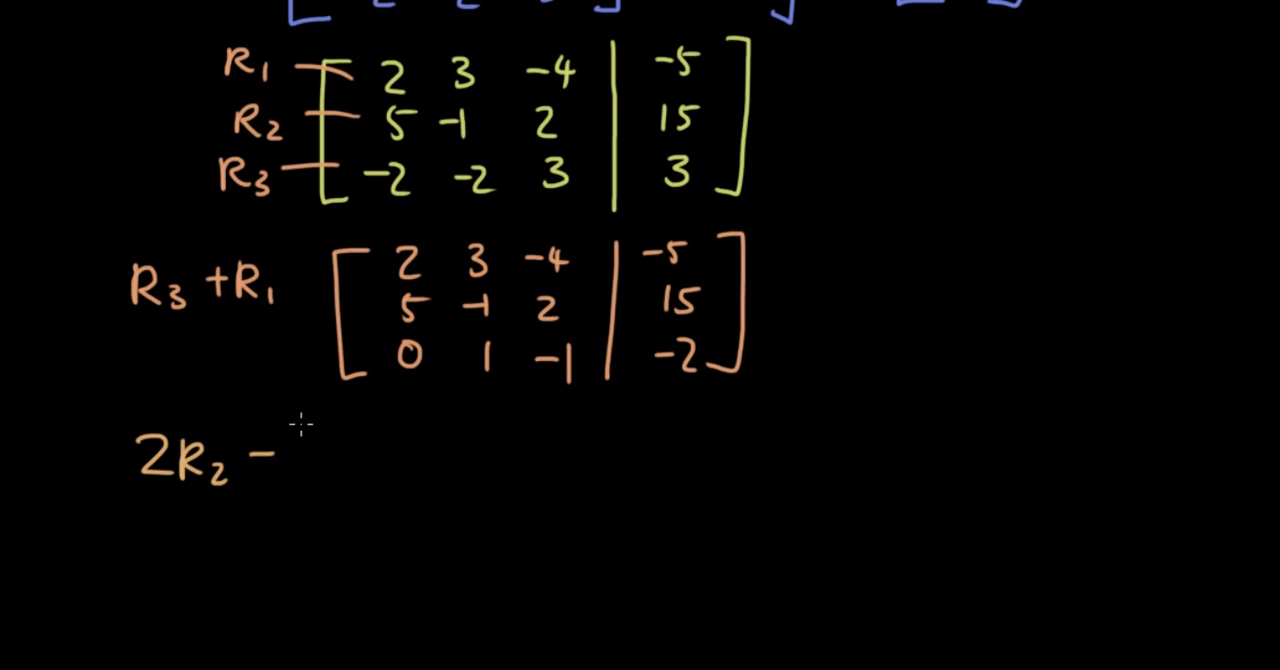 R₁ [ 2 3 -4 | -5 ]
R₂ 5 -1 2 | 15
R₃ -2 -2 3 | 3
[ 2 3 -4 | -5 ]
R₃ +R₁ 5 -1 2 | 15
0 1 -1 | -2
2R₂ -